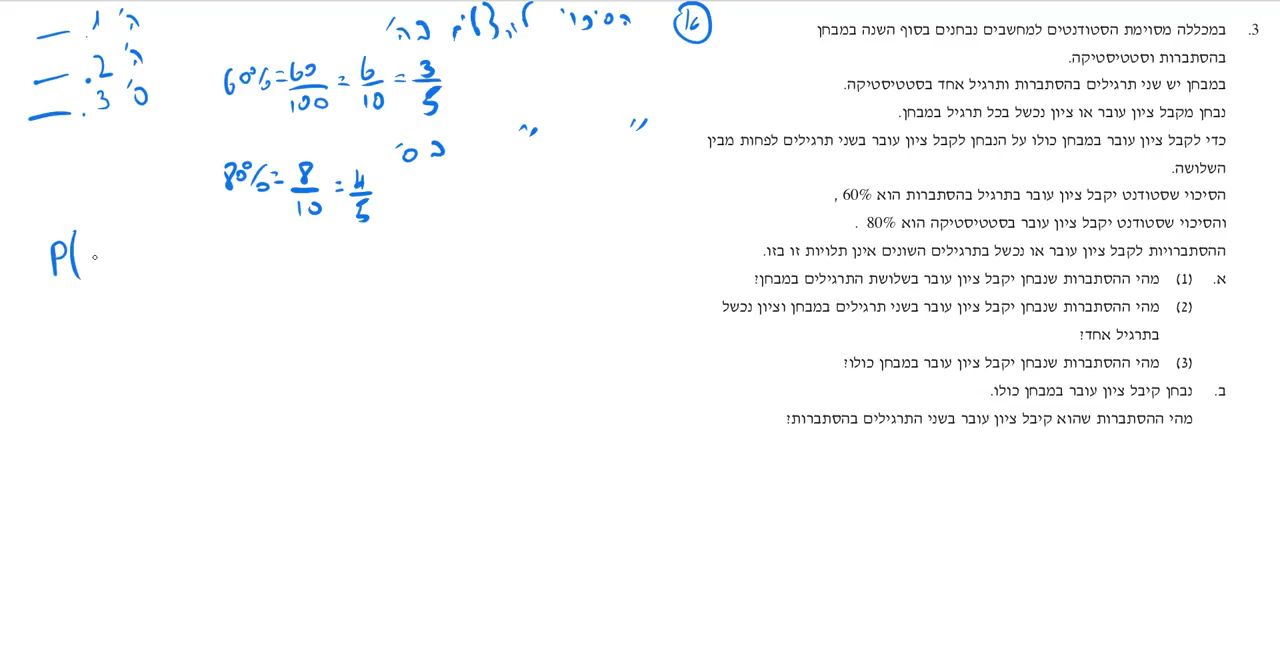 3. במכללה מסוימת הסטודנטים למחשבים נבחנים בסוף השנה במבחן
בהסתברות וסטטיסטיקה.
במבחן יש שני תרגילים בהסתברות ותרגיל אחד בסטטיסטיקה.
נבחן מקבל ציון עובר או ציון נכשל בכל תרגיל במבחן.
כדי לקבל ציון עובר במבחן כולו על הנבחן לקבל ציון עובר בשני תרגילים לפחות מבין
השלושה.
הסיכוי שסטודנט יקבל ציון עובר בתרגיל בהסתברות הוא 60% ,
והסיכוי שסטודנט יקבל ציון עובר בסטטיסטיקה הוא 80% .
ההסתברויות לקבל ציון עובר או נכשל בתרגילים השונים אינן תלויות זו בזו.
א. (1) מהי ההסתברות שנבחן יקבל ציון עובר בשלושת התרגילים במבחן?
(2) מהי ההסתברות שנבחן יקבל ציון עובר בשני תרגילים במבחן וציון נכשל
בתרגיל אחד?
(3) מהי ההסתברות שנבחן יקבל ציון עובר במבחן כולו?
ב. נבחן קיבל ציון עובר במבחן כולו.
מהי ההסתברות שהוא קיבל ציון עובר בשני התרגילים בהסתברות?
א הסיכוי להצליח בה'
60% = 60/100 = 6/10 = 3/5
" " בס'
80% = 8/10 = 4/5
ה' 1. __
ה' 2. __
ס' 3. __
P(